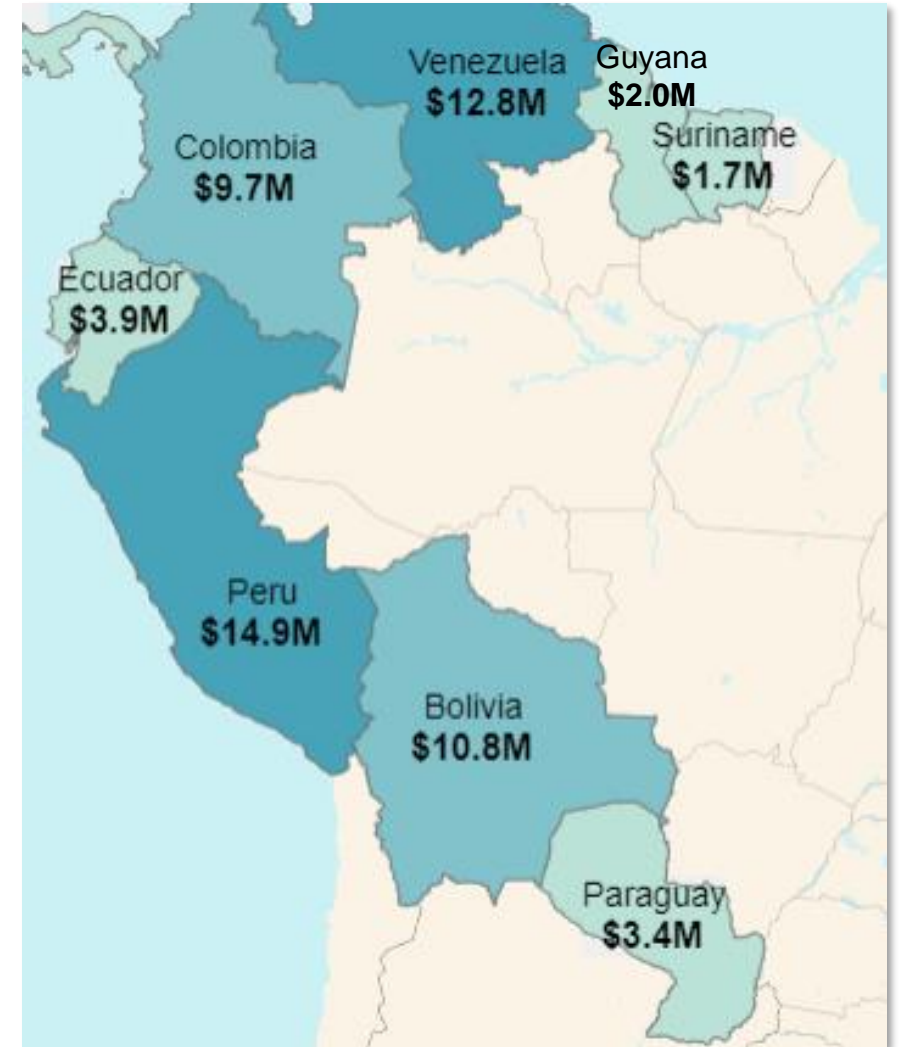 Venezuela
$12.8M
Guyana
$2.0M
Suriname
$1.7M
Colombia
$9.7M
Ecuador
$3.9M
Peru
$14.9M
Bolivia
$10.8M
Paraguay
$3.4M